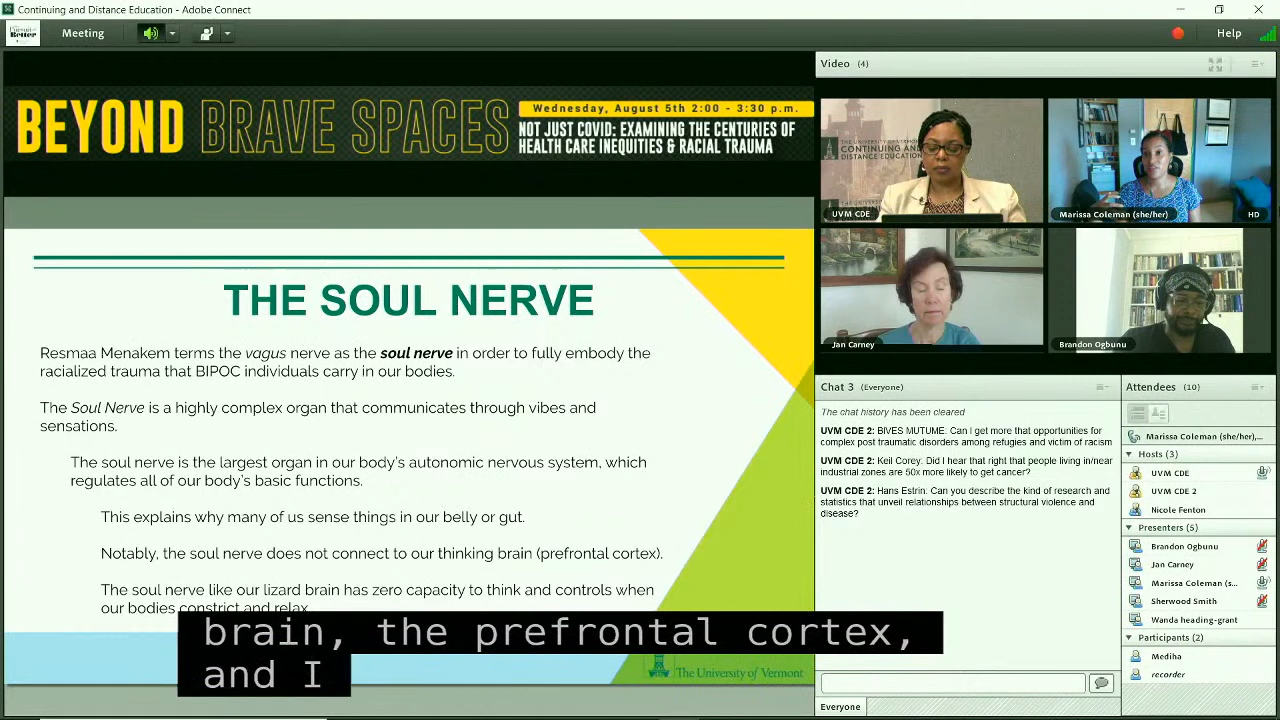 Continuing and Distance Education - Adobe Connect
Meeting
Help
BEYOND BRAVE SPACES
Wednesday, August 5th 2:00 - 3:30 p.m.
NOT JUST COVID: EXAMINING THE CENTURIES OF
HEALTH CARE INEQUITIES & RACIAL TRAUMA
THE SOUL NERVE
Resmaa Menakem terms the vagus nerve as the soul nerve in order to fully embody the
racialized trauma that BIPOC individuals carry in our bodies.
The Soul Nerve is a highly complex organ that communicates through vibes and
sensations.
The soul nerve is the largest organ in our body's autonomic nervous system, which
regulates all of our body's basic functions.
This explains why many of us sense things in our belly or gut.
Notably, the soul nerve does not connect to our thinking brain (prefrontal cortex).
The soul nerve like our lizard brain has zero capacity to think and controls when
our bodies constrict and relax.
brain, the prefrontal cortex,
and I
The University of Vermont
Video (4)
CONTINUING AND
DISTANCE EDUCATION
UVM CDE
Marissa Coleman (she/her)
HD
Jan Carney
Brandon Ogbunu
Chat 3 (Everyone)
The chat history has been cleared
UVM CDE 2: BIVES MUTUME: Can I get more that opportunities for
complex post traumatic disorders among refugies and victim of racism
UVM CDE 2: Keil Corey: Did I hear that right that people living in/near
industrial zones are 50x more likely to get cancer?
UVM CDE 2: Hans Estrin: Can you describe the kind of research and
statistics that unveil relationships between structural violence and
disease?
Everyone
Attendees (10)
Marissa Coleman (she/her),...
Hosts (3)
UVM CDE
UVM CDE 2
Nicole Fenton
Presenters (5)
Brandon Ogbunu
Jan Carney
Marissa Coleman (s...
Sherwood Smith
Wanda heading-grant
Participants (2)
Mediha
recorder